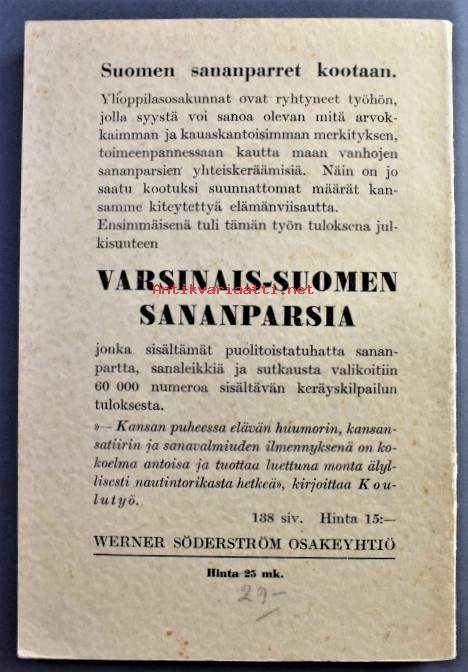 Suomen sananparret kootaan.
Ylioppilasosakunnat ovat ryhtyneet työhön,
jolla syystä voi sanoa olevan mitä arvok-
kaimman ja kauaskantoisimman merkityksen,
toimeenpannessaan kautta maan vanhojen
sananparsien yhteiskeräämisiä. Näin on jo
saatu kootuksi suunnattomat määrät kan-
samme kiteytettyä elämänviisautta.
Ensimmäisenä tuli tämän työn tuloksena jul-
kisuuteen
VARSINAIS-SUOMEN
Antikvariaatti.net
SANANPARSIA
jonka sisältämät puolitoistatuhatta sanan-
partta, sanaleikkiä ja sutkausta valikoitiin
60 000 numeroa sisältävän keräyskilpailun
tuloksesta.
»— Kansan puheessa elävän huumorin, kansan-
satiirin ja sanavalmiuden ilmennyksenä on ko-
koelma antoisa ja tuottaa luettuna monta älyl-
lisesti nautintorikasta hetkeä», kirjoittaa Kou-
lutyö.
138 siv. Hinta 15:—
WERNER SÖDERSTRÖM OSAKEYHTIÖ
Hinta 25 mk.
29-